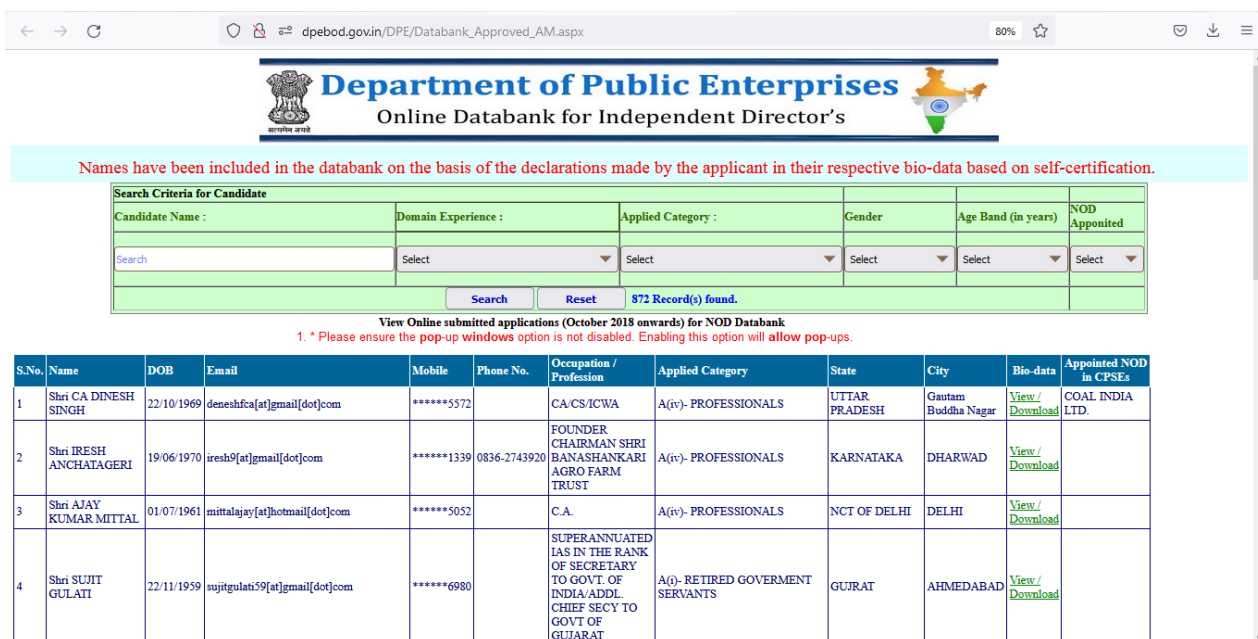 dpebod.gov.in/DPE/Databank_Approved_AM.aspx
80%
सत्यमेव जयते
Department of Public Enterprises
Online Databank for Independent Director's
Names have been included in the databank on the basis of the declarations made by the applicant in their respective bio-data based on self-certification.
Search Criteria for Candidate
Candidate Name : Domain Experience : Applied Category : Gender Age Band (in years) NOD
Apponited
Search Select Select Select Select Select
Search Reset 872 Record(s) found.
View Online submitted applications (October 2018 onwards) for NOD Databank
1. * Please ensure the pop-up windows option is not disabled. Enabling this option will allow pop-ups.
S.No. Name DOB Email Mobile Phone No. Occupation /
Profession Applied Category State City Bio-data Appointed NOD
in CPSEs
1 Shri CA DINESH
SINGH 22/10/1969 deneshfca[at]gmail[dot]com ******5572 CA/CS/ICWA A(iv)- PROFESSIONALS UTTAR
PRADESH Gautam
Buddha Nagar View /
Download COAL INDIA
LTD.
2 Shri IRESH
ANCHATAGERI 19/06/1970 iresh9[at]gmail[dot]com ******1339 0836-2743920 FOUNDER
CHAIRMAN SHRI
BANASHANKARI
AGRO FARM
TRUST A(iv)- PROFESSIONALS KARNATAKA DHARWAD View /
Download
3 Shri AJAY
KUMAR MITTAL 01/07/1961 mittalajay[at]hotmail[dot]com ******5052 C.A. A(iv)- PROFESSIONALS NCT OF DELHI DELHI View /
Download
4 Shri SUJIT
GULATI 22/11/1959 sujitgulati59[at]gmail[dot]com ******6980 SUPERANNUATED
IAS IN THE RANK
OF SECRETARY
TO GOVT. OF
INDIA/ADDL.
CHIEF SECY TO
GOVT OF
GUJARAT A(i)- RETIRED GOVERMENT
SERVANTS GUJRAT AHMEDABAD View /
Download